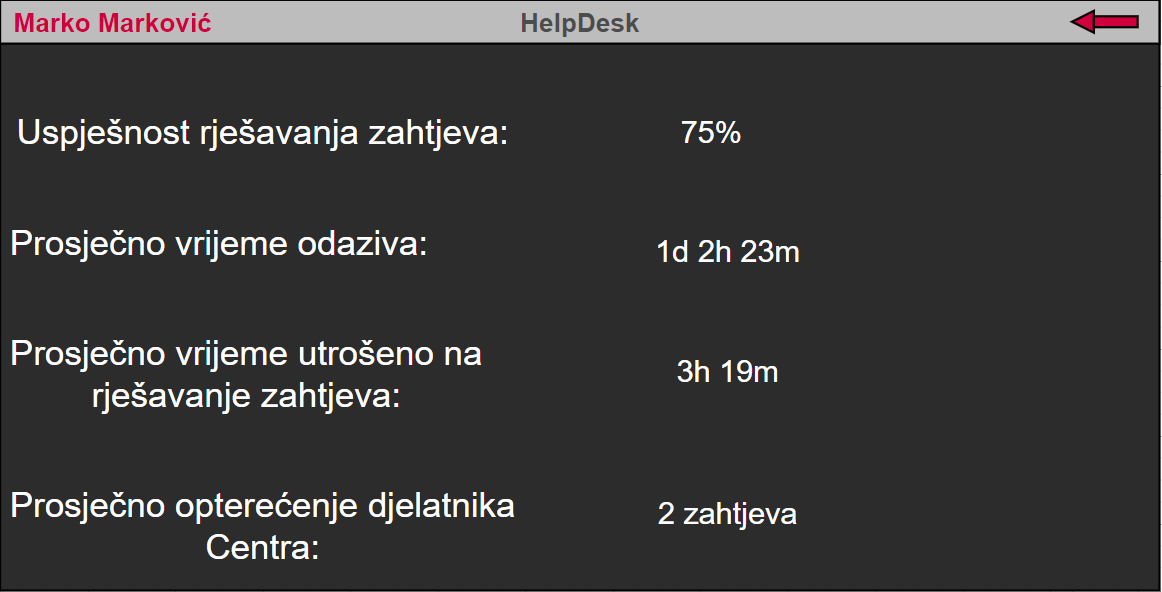 Marko Marković
HelpDesk
Uspješnost rješavanja zahtjeva:
75%
Prosječno vrijeme odaziva:
1d 2h 23m
Prosječno vrijeme utrošeno na
rješavanje zahtjeva:
3h 19m
Prosječno opterećenje djelatnika
Centra:
2 zahtjeva